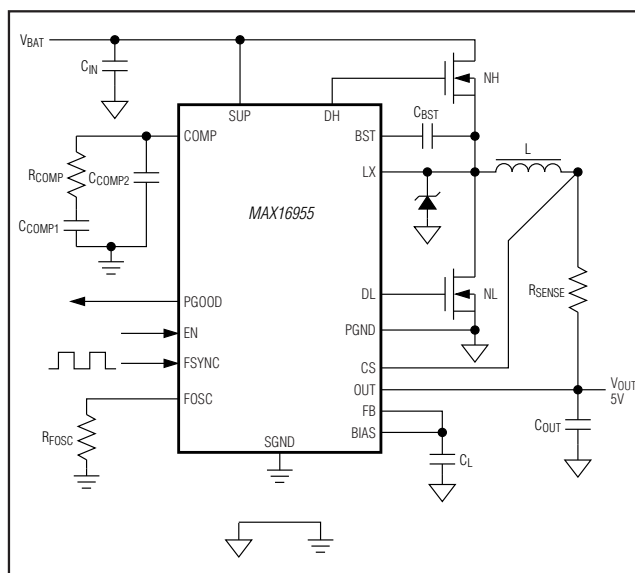 VBAT
CIN
NH
SUP
DH
CBST
COMP
BST
L
RCOMP
CCOMP2
LX
CCOMP1
MAX16955
DL
NL
RSENSE
PGOOD
PGND
EN
CS
FSYNC
OUT
VOUT
5V
FOSC
FB
COUT
RFOSC
BIAS
SGND
CL